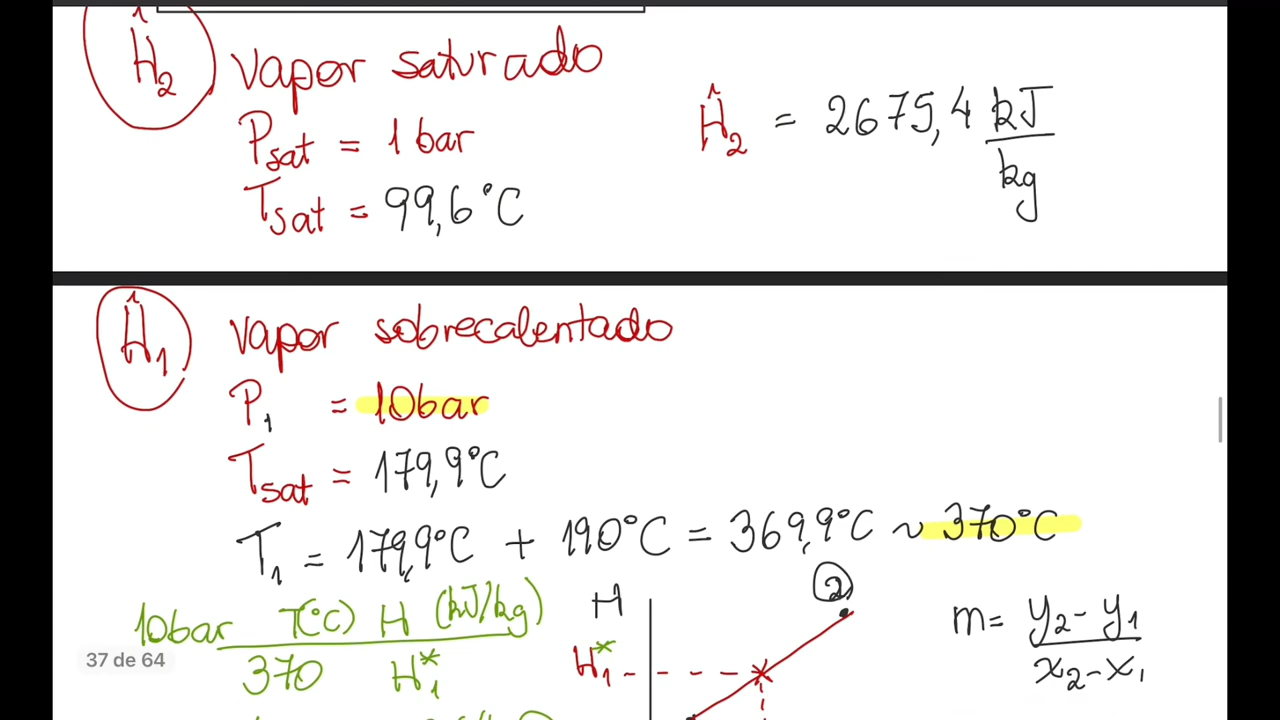 Ĥ₂ vapor saturado
Psat = 1 bar
Tsat = 99,6°C
Ĥ₂ = 2675,4 kJ/kg
Ĥ₁ vapor sobrecalentado
P₁ = 10bar
Tsat = 179,9°C
T₁ = 179,9°C + 190°C = 369,9°C ~ 370°C
10bar T(°C) H (kJ/kg)
370 H₁*
H
H₁*
2
m = y₂ - y₁ / x₂ - x₁
37 de 64